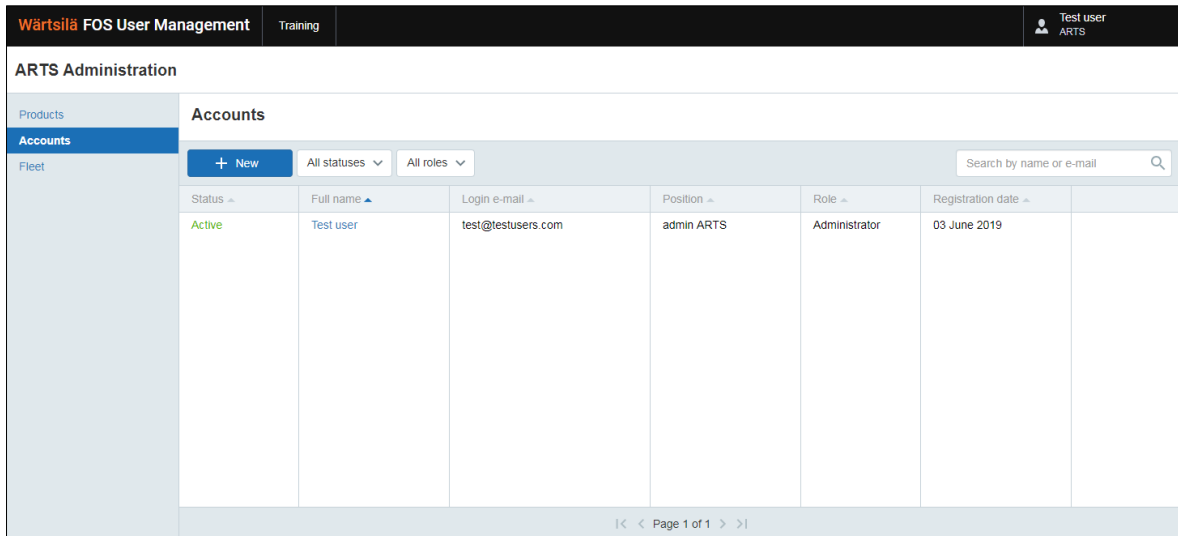 Wärtsilä FOS User Management Training Test user
ARTS
ARTS Administration
Products
Accounts
Fleet
Accounts
+ New All statuses All roles Search by name or e-mail
Status Full name Login e-mail Position Role Registration date
Active Test user test@testusers.com admin ARTS Administrator 03 June 2019
Page 1 of 1